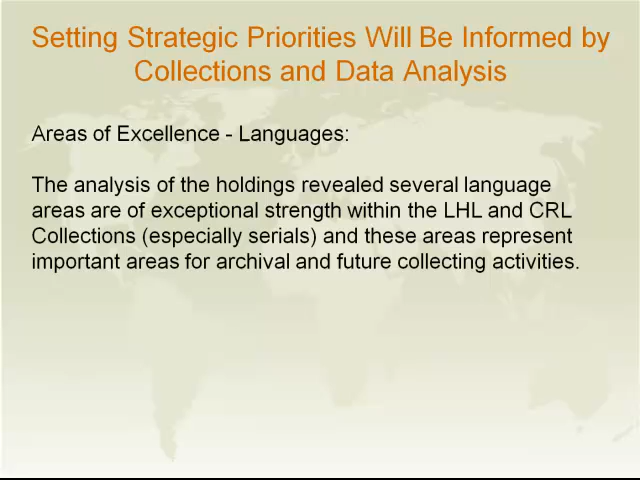 Setting Strategic Priorities Will Be Informed by
Collections and Data Analysis
Areas of Excellence - Languages:
The analysis of the holdings revealed several language
areas are of exceptional strength within the LHL and CRL
Collections (especially serials) and these areas represent
important areas for archival and future collecting activities.